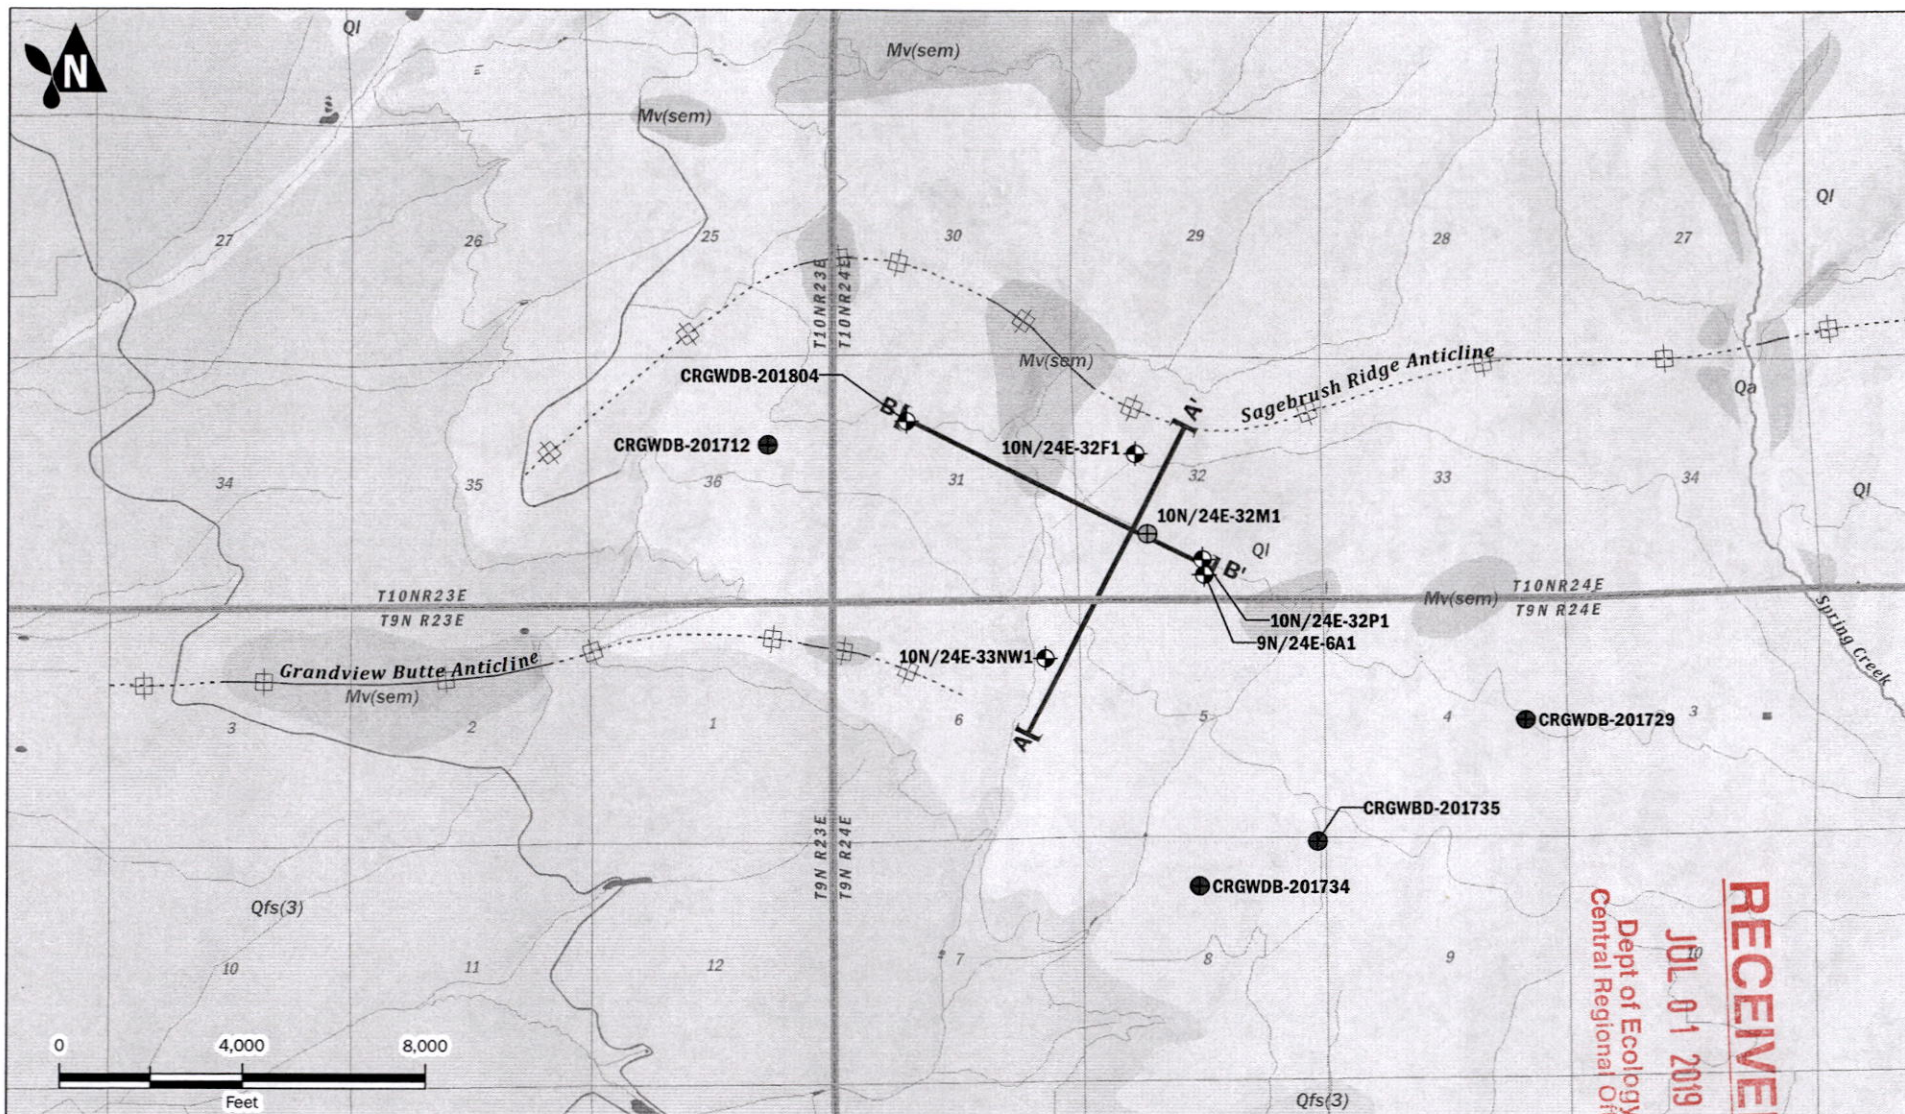 N
Ql
Mv(sem)
Mv(sem)
Ql
27
26
25
30
29
28
27
T10NR23E
T10NR24E
Mv(sem)
Sagebrush Ridge Anticline
Qa
CRGWDB-201804
B
A'
CRGWDB-201712
10N/24E-32F1
34
35
36
31
32
33
34
Ql
10N/24E-32M1
Ql
B'
T10NR23E
T9N R23E
Mv(sem)
T10NR24E
T9N R24E
10N/24E-32P1
9N/24E-6A1
Spring Creek
Grandview Butte Anticline
Mv(sem)
10N/24E-33NW1
3
2
1
6
5
4
3
A
CRGWDB-201729
CRGWBD-201735
T9N R23E
T9N R24E
CRGWDB-201734
Qfs(3)
10
11
12
7
8
9
10
RECEIVE
JUL 01 2019
Dept of Ecology
Central Regional Of
0
4,000
8,000
Feet
Qfs(3)